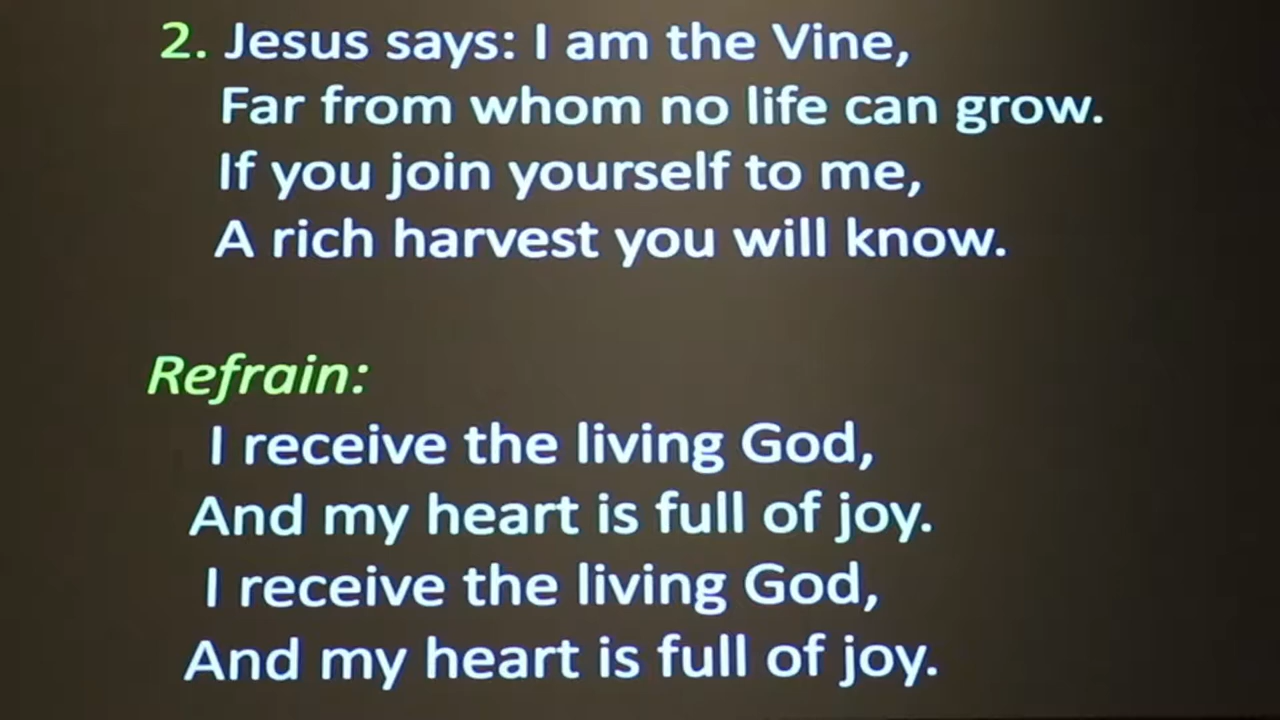 2. Jesus says: I am the Vine,
Far from whom no life can grow.
If you join yourself to me,
A rich harvest you will know.
Refrain:
I receive the living God,
And my heart is full of joy.
I receive the living God,
And my heart is full of joy.